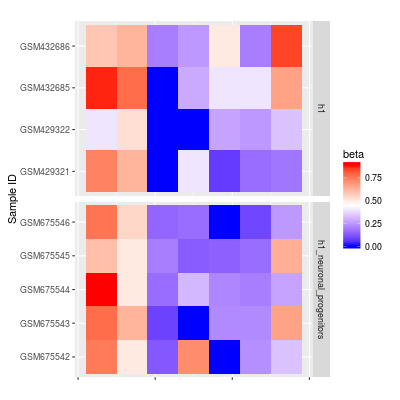 GSM432686
GSM432685
GSM429322
GSM429321
h1
GSM675546
GSM675545
GSM675544
GSM675543
GSM675542
h1_neuronal_progenitors
Sample ID
beta
0.75
0.50
0.25
0.00